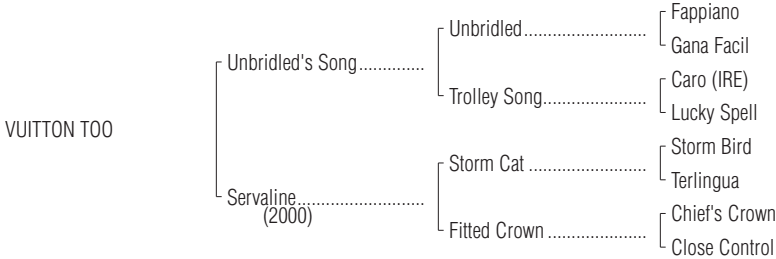 Fappiano
Unbridled..........................
Gana Facil
Unbridled's Song..............
Caro (IRE)
Trolley Song......................
Lucky Spell
VUITTON TOO
Storm Bird
Storm Cat .........................
Terlingua
Servaline...........................
(2000)
Chief's Crown
Fitted Crown .....................
Close Control